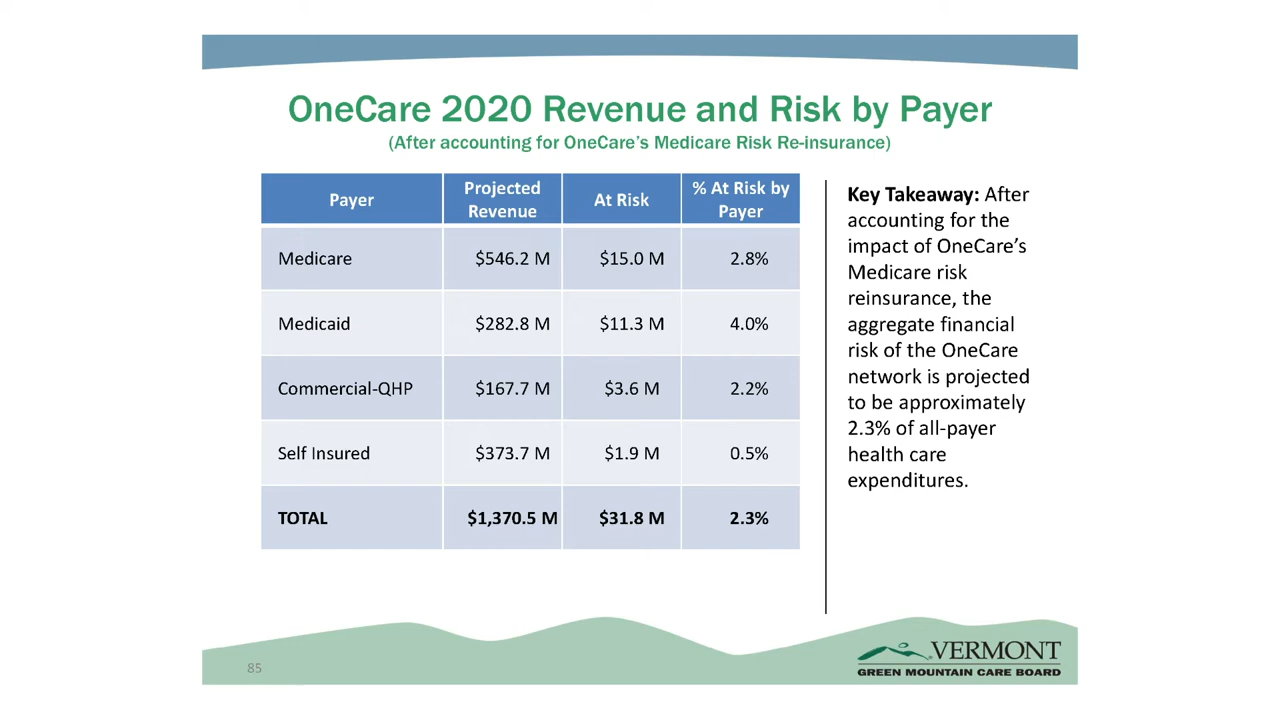 OneCare 2020 Revenue and Risk by Payer
(After accounting for OneCare’s Medicare Risk Re-insurance)
Payer Projected Revenue At Risk % At Risk by Payer
Medicare $546.2 M $15.0 M 2.8%
Medicaid $282.8 M $11.3 M 4.0%
Commercial-QHP $167.7 M $3.6 M 2.2%
Self Insured $373.7 M $1.9 M 0.5%
TOTAL $1,370.5 M $31.8 M 2.3%
Key Takeaway: After
accounting for the
impact of OneCare’s
Medicare risk
reinsurance, the
aggregate financial
risk of the OneCare
network is projected
to be approximately
2.3% of all-payer
health care
expenditures.
85
VERMONT
GREEN MOUNTAIN CARE BOARD